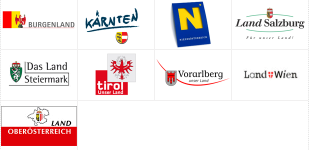 BURGENLAND
KÄRNTEN
N
NIEDERÖSTERREICH
Land Salzburg
Für unser Land!
Das Land
Steiermark
tirol
Unser Land
Vorarlberg
unser Land
Land Wien
LAND
OBERÖSTERREICH